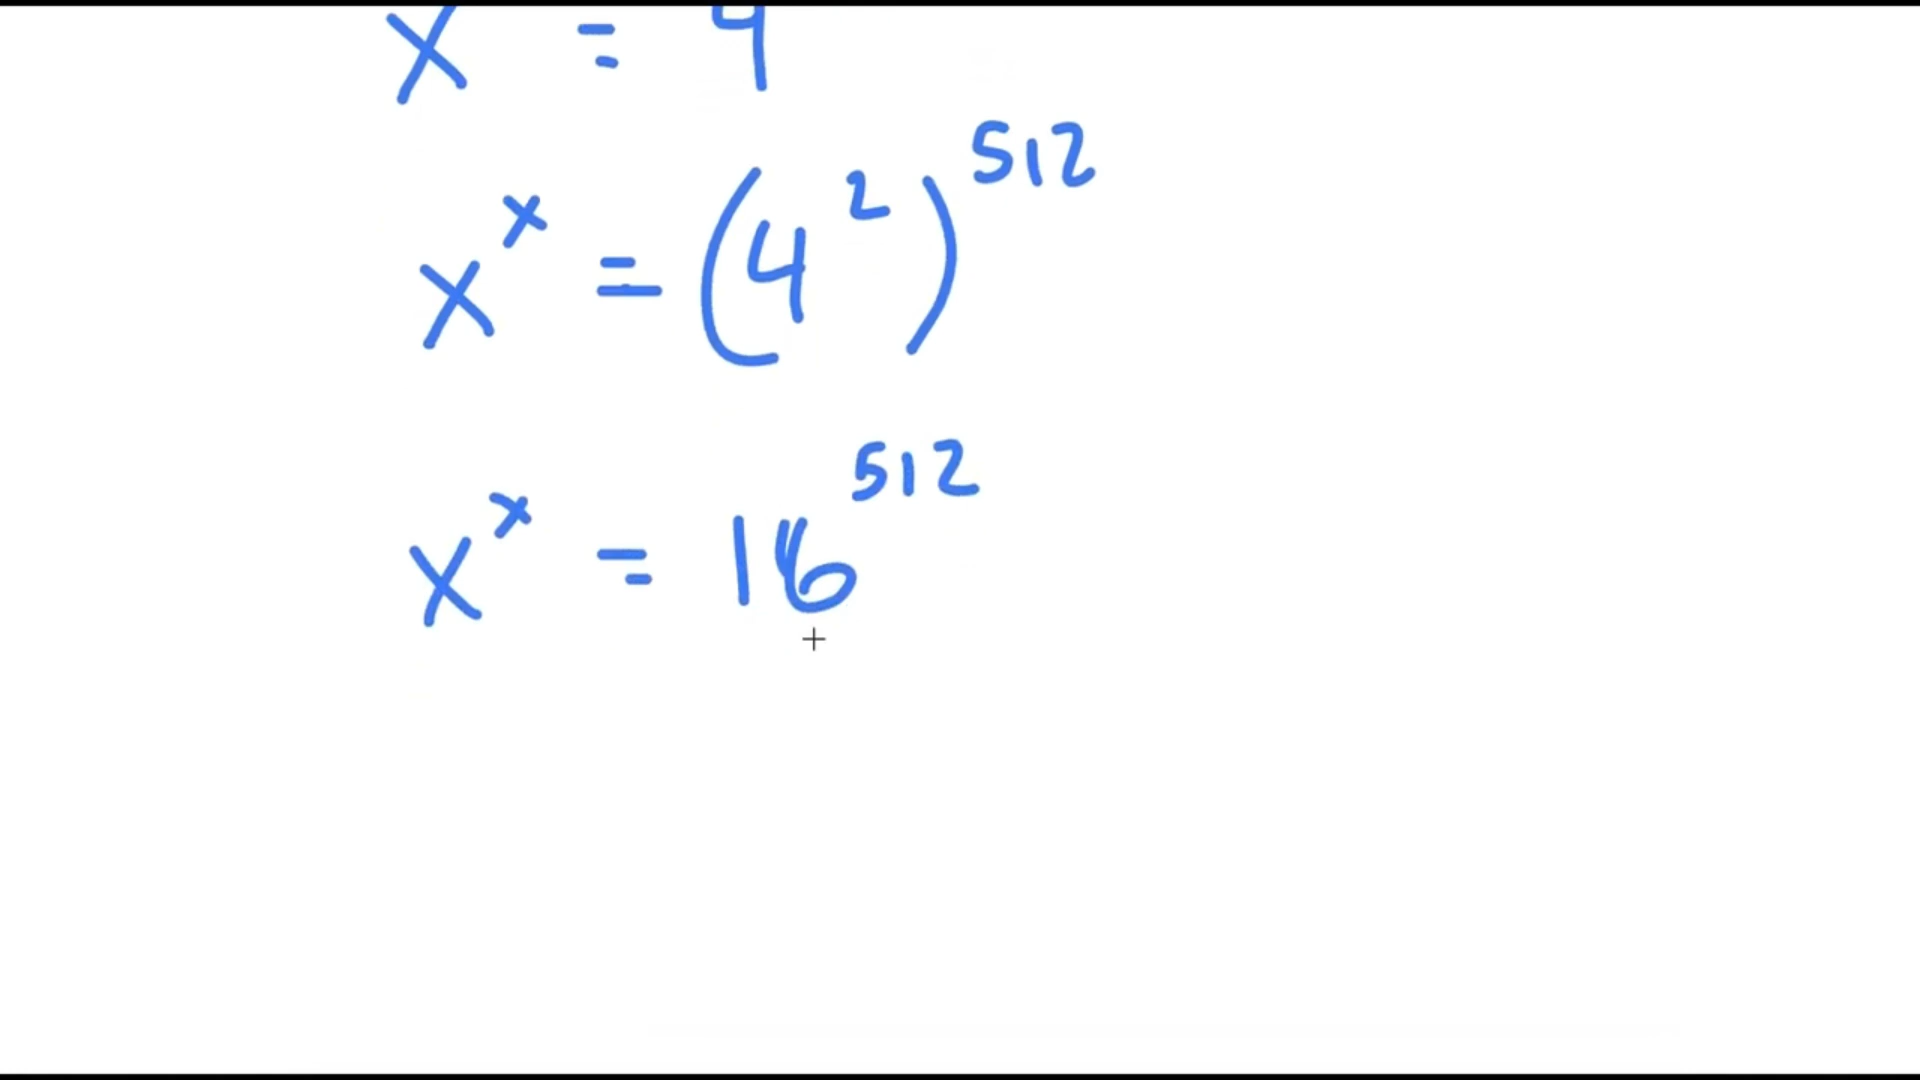 x = 4
x^x = (4^2)^512
x^x = 16^512